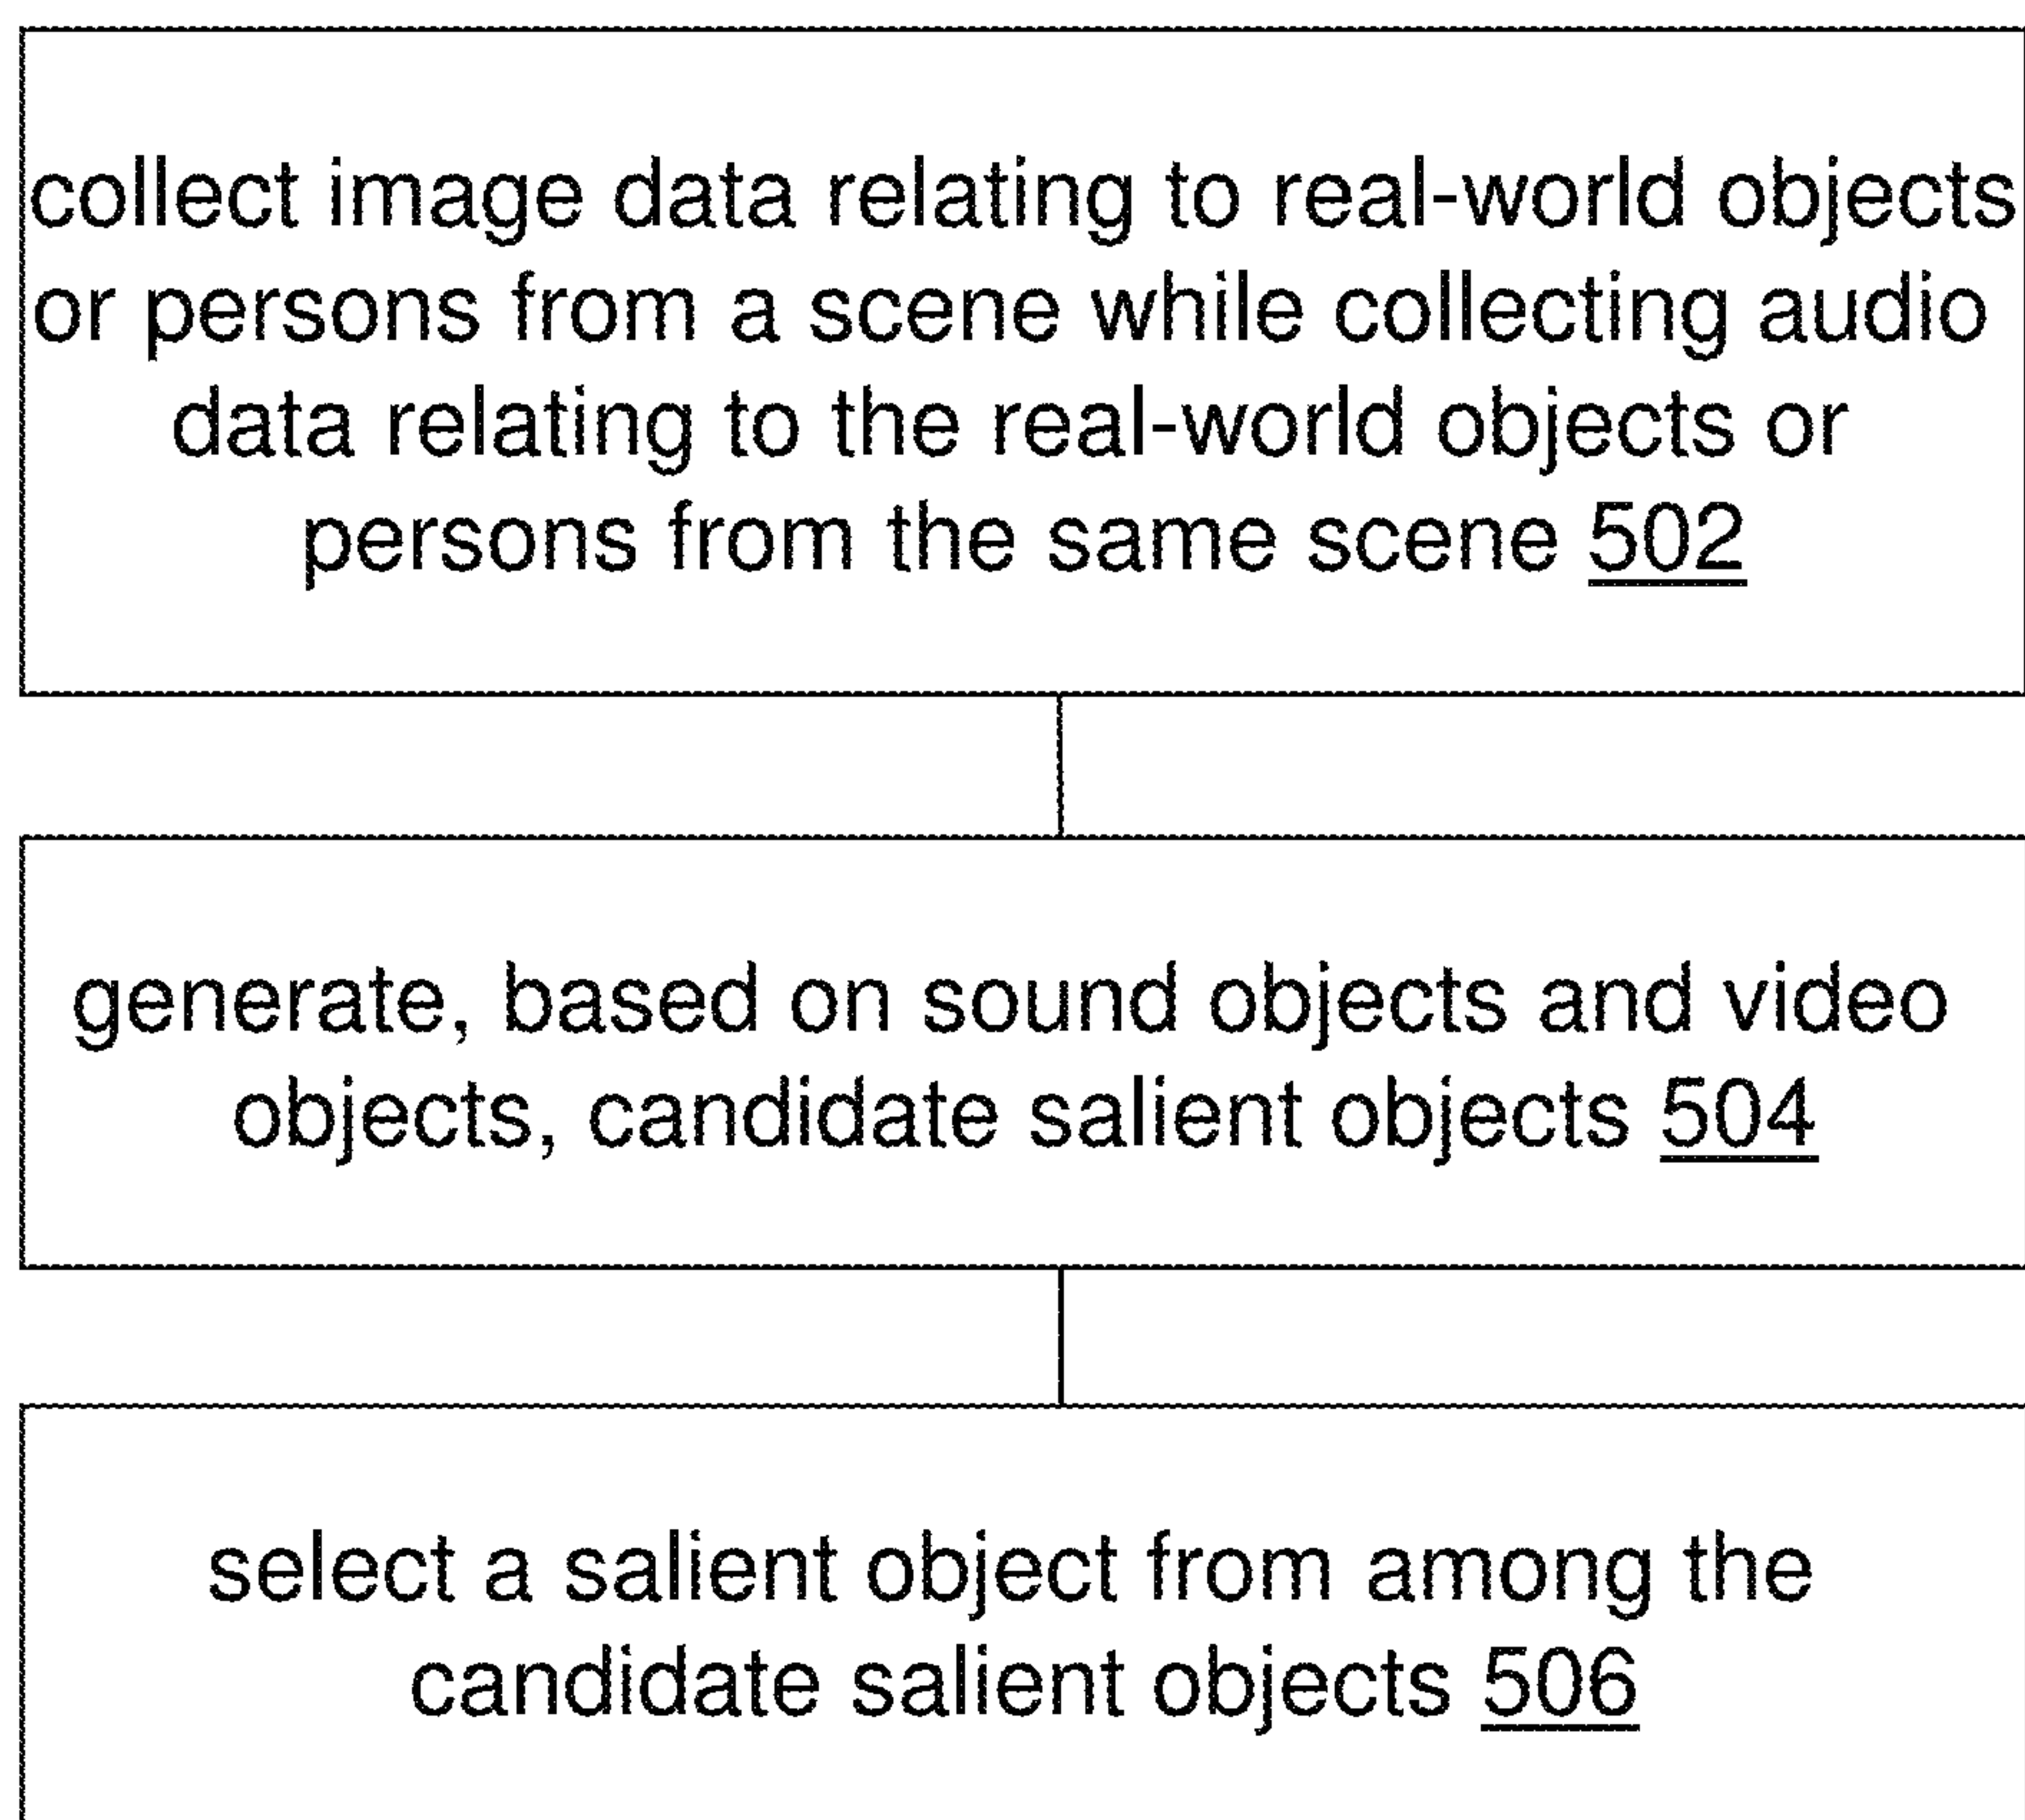 collect image data relating to real-world objects
or persons from a scene while collecting audio
data relating to the real-world objects or
persons from the same scene 502
generate, based on sound objects and video
objects, candidate salient objects 504
select a salient object from among the
candidate salient objects 506